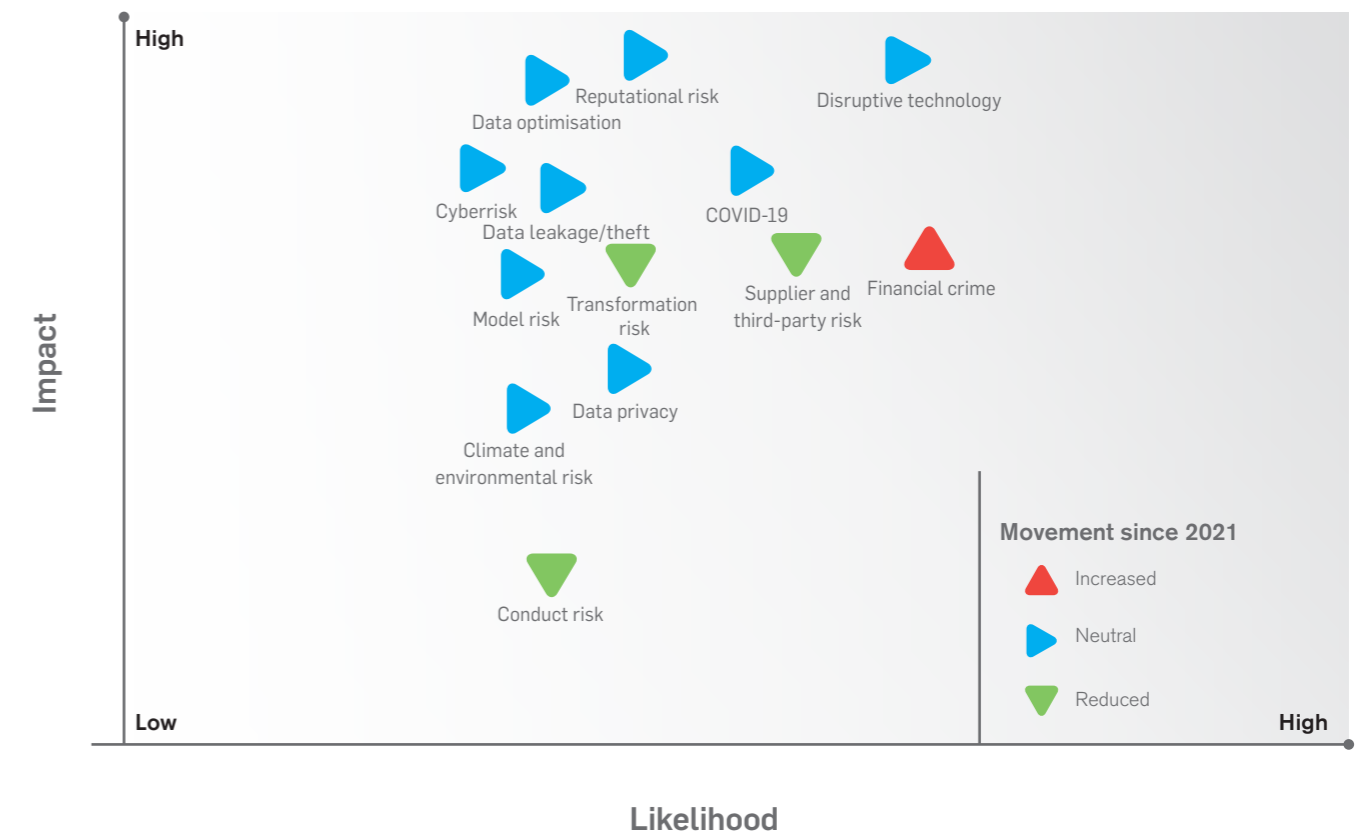 High
Reputational risk
Disruptive technology
Data optimisation
Cyberrisk
COVID-19
Data leakage/theft
Financial crime
Supplier and
third-party risk
Transformation
risk
Model risk
Data privacy
Climate and
environmental risk
Conduct risk
Impact
Movement since 2021
Increased
Neutral
Reduced
Low
High
Likelihood